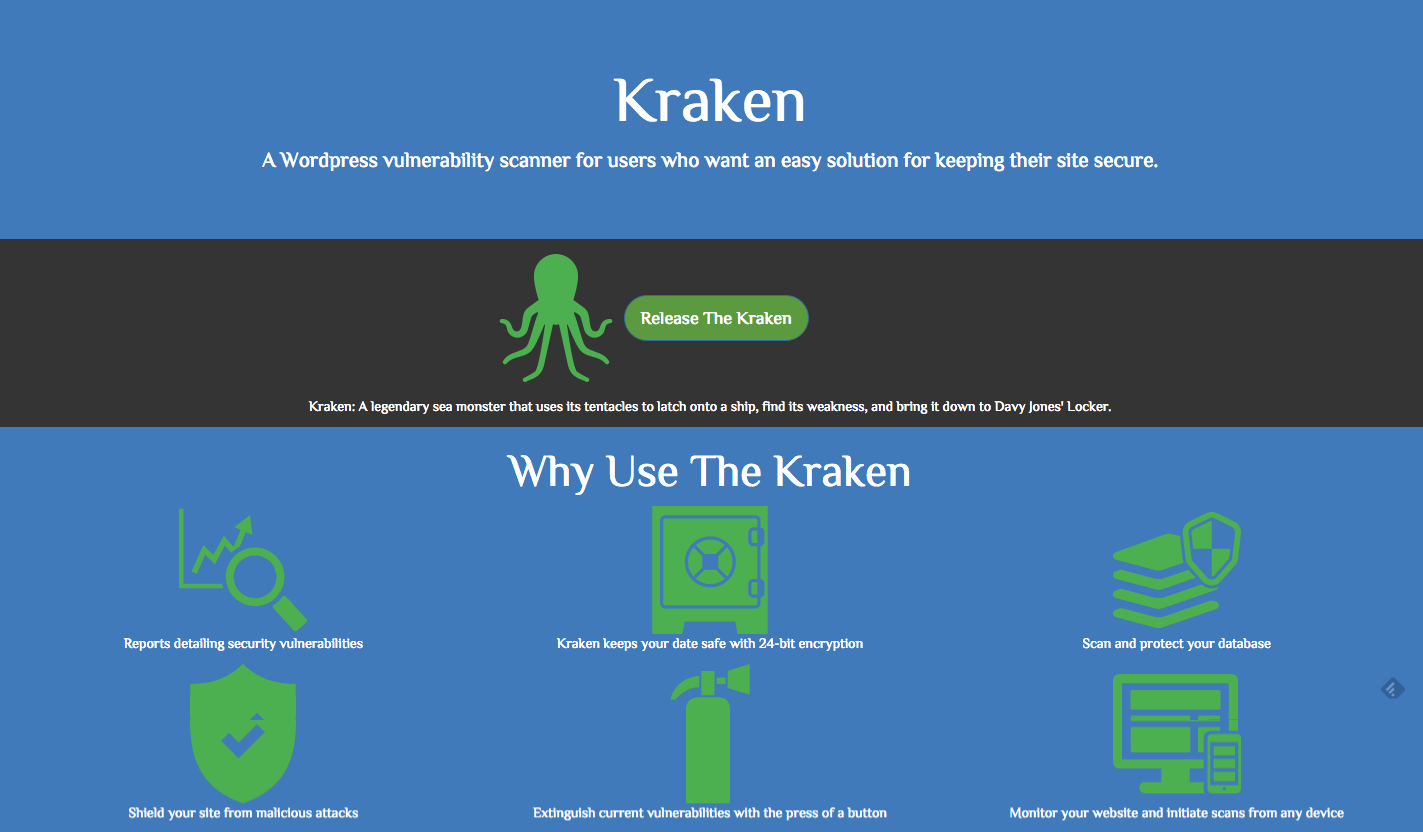 Kraken
A Wordpress vulnerability scanner for users who want an easy solution for keeping their site secure.
Release The Kraken
Kraken: A legendary sea monster that uses its tentacles to latch onto a ship, find its weakness, and bring it down to Davy Jones' Locker.
Why Use The Kraken
Reports detailing security vulnerabilities
Kraken keeps your date safe with 24-bit encryption
Scan and protect your database
Shield your site from malicious attacks
Extinguish current vulnerabilities with the press of a button
Monitor your website and initiate scans from any device